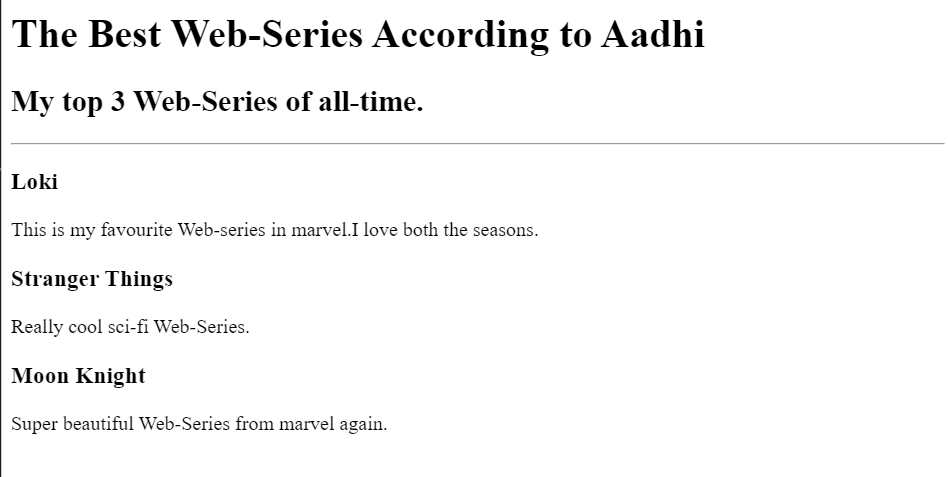 The Best Web-Series According to Aadhi
My top 3 Web-Series of all-time.
Loki
This is my favourite Web-series in marvel.I love both the seasons.
Stranger Things
Really cool sci-fi Web-Series.
Moon Knight
Super beautiful Web-Series from marvel again.